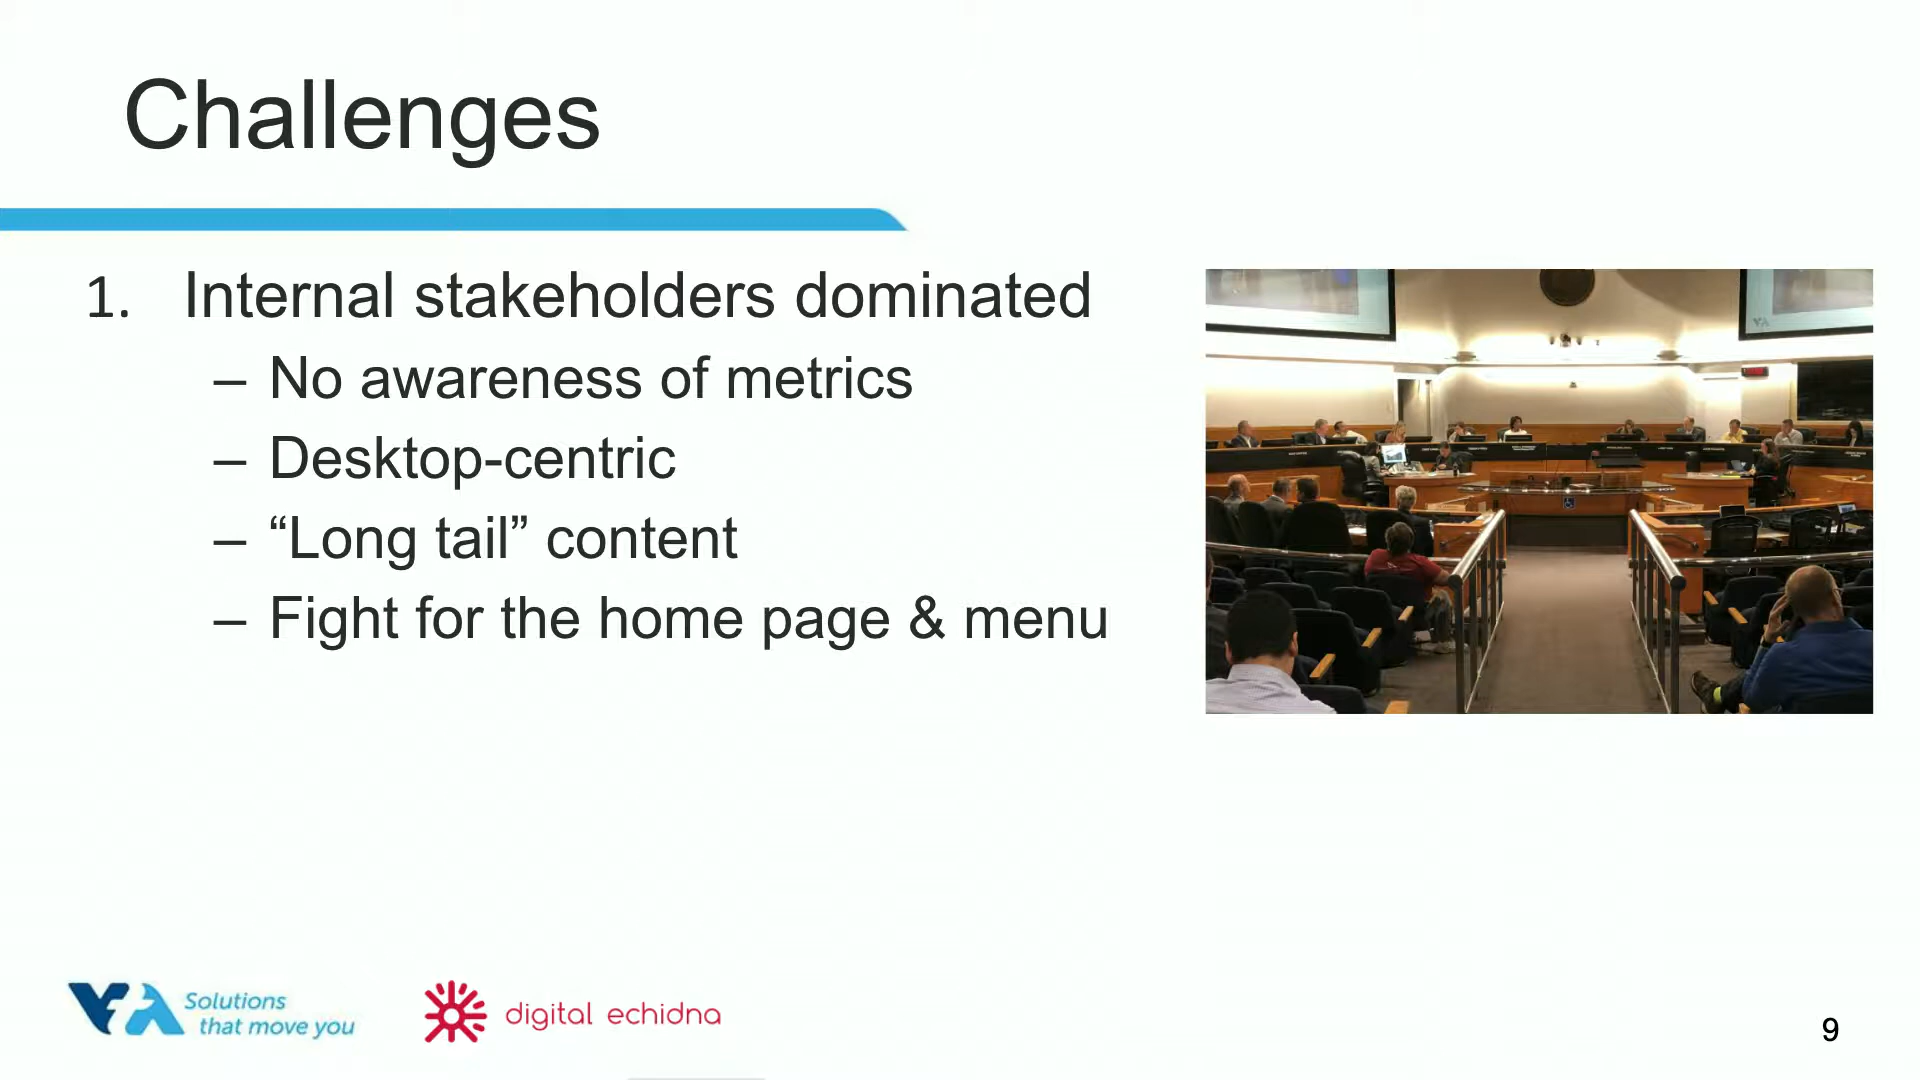 Challenges
1. Internal stakeholders dominated
– No awareness of metrics
– Desktop-centric
– “Long tail” content
– Fight for the home page & menu
VTA Solutions
that move you
digital echidna
9